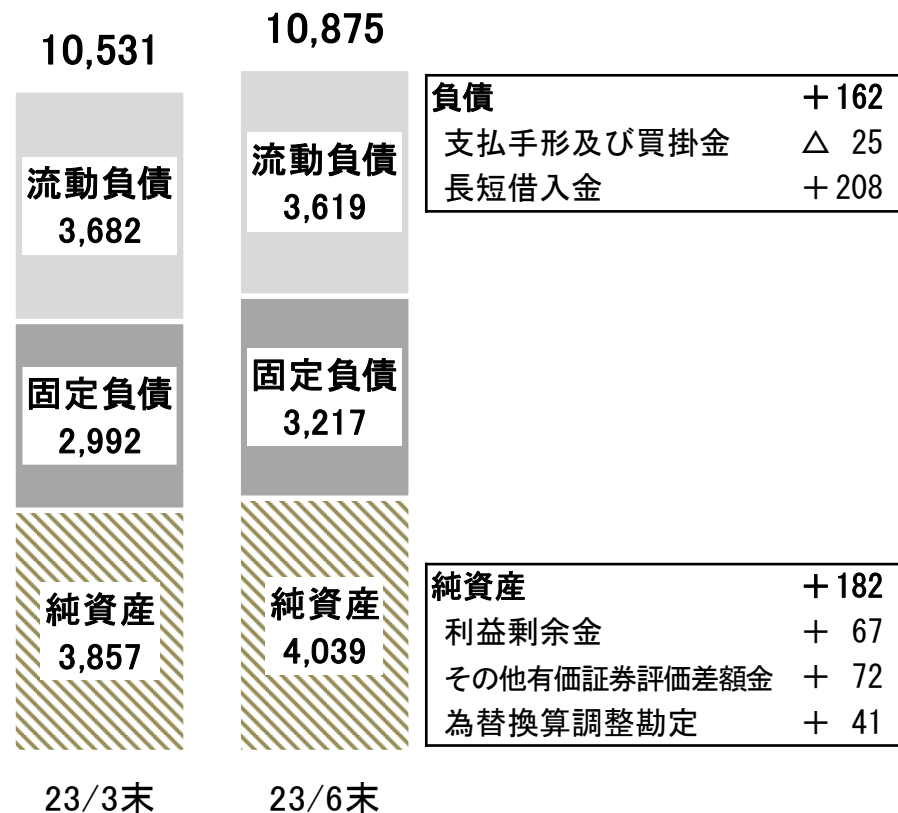 10,531
流動負債
3,682
固定負債
2,992
純資産
3,857
23/3末
10,875
流動負債
3,619
固定負債
3,217
純資産
4,039
23/6末
負債 +162
支払手形及び買掛金 △ 25
長短借入金 +208
純資産 +182
利益剰余金 + 67
その他有価証券評価差額金 + 72
為替換算調整勘定 + 41